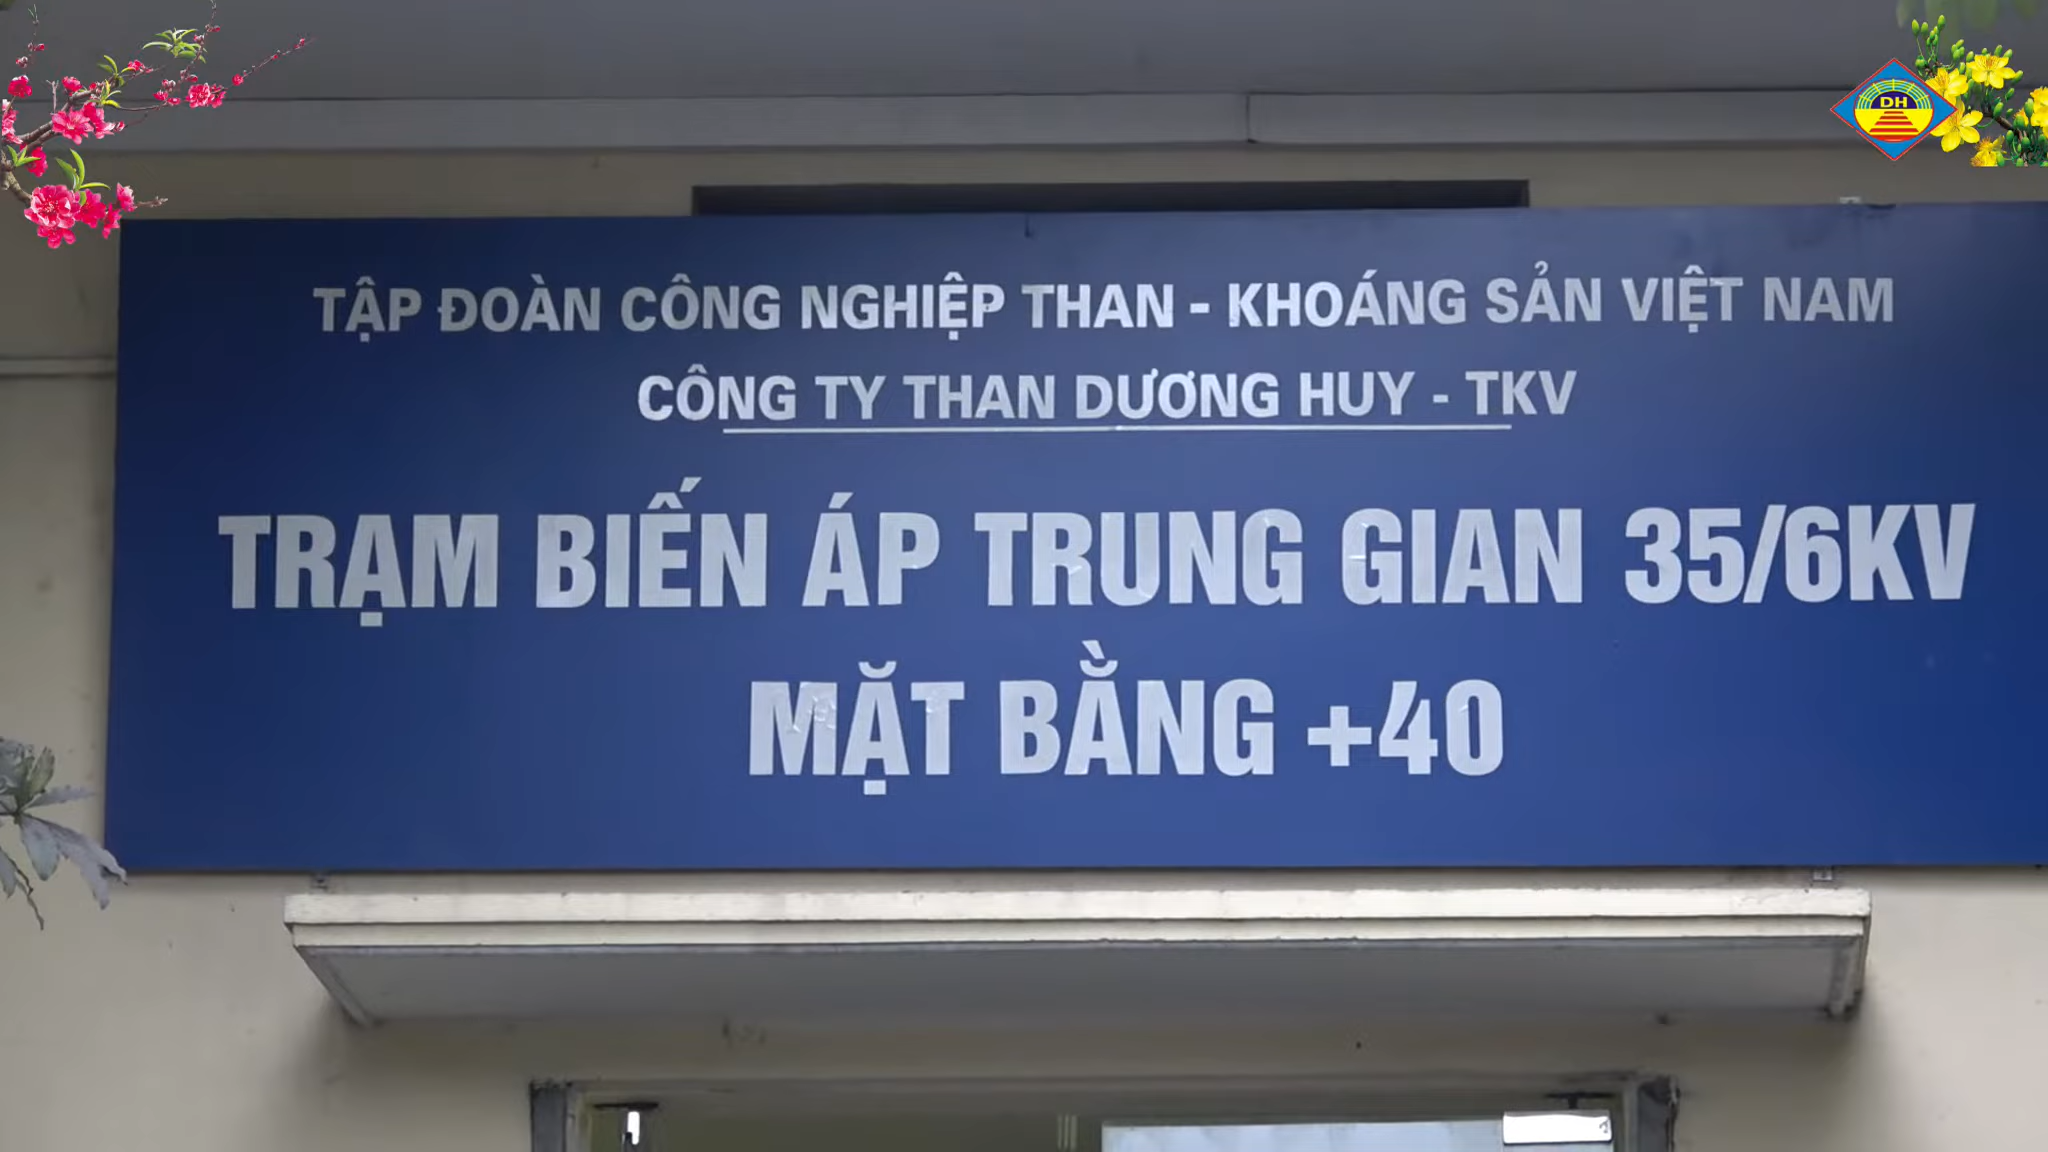 DH
TẬP ĐOÀN CÔNG NGHIỆP THAN - KHOÁNG SẢN VIỆT NAM
CÔNG TY THAN DƯƠNG HUY - TKV
TRẠM BIẾN ÁP TRUNG GIAN 35/6KV
MẶT BẰNG +40